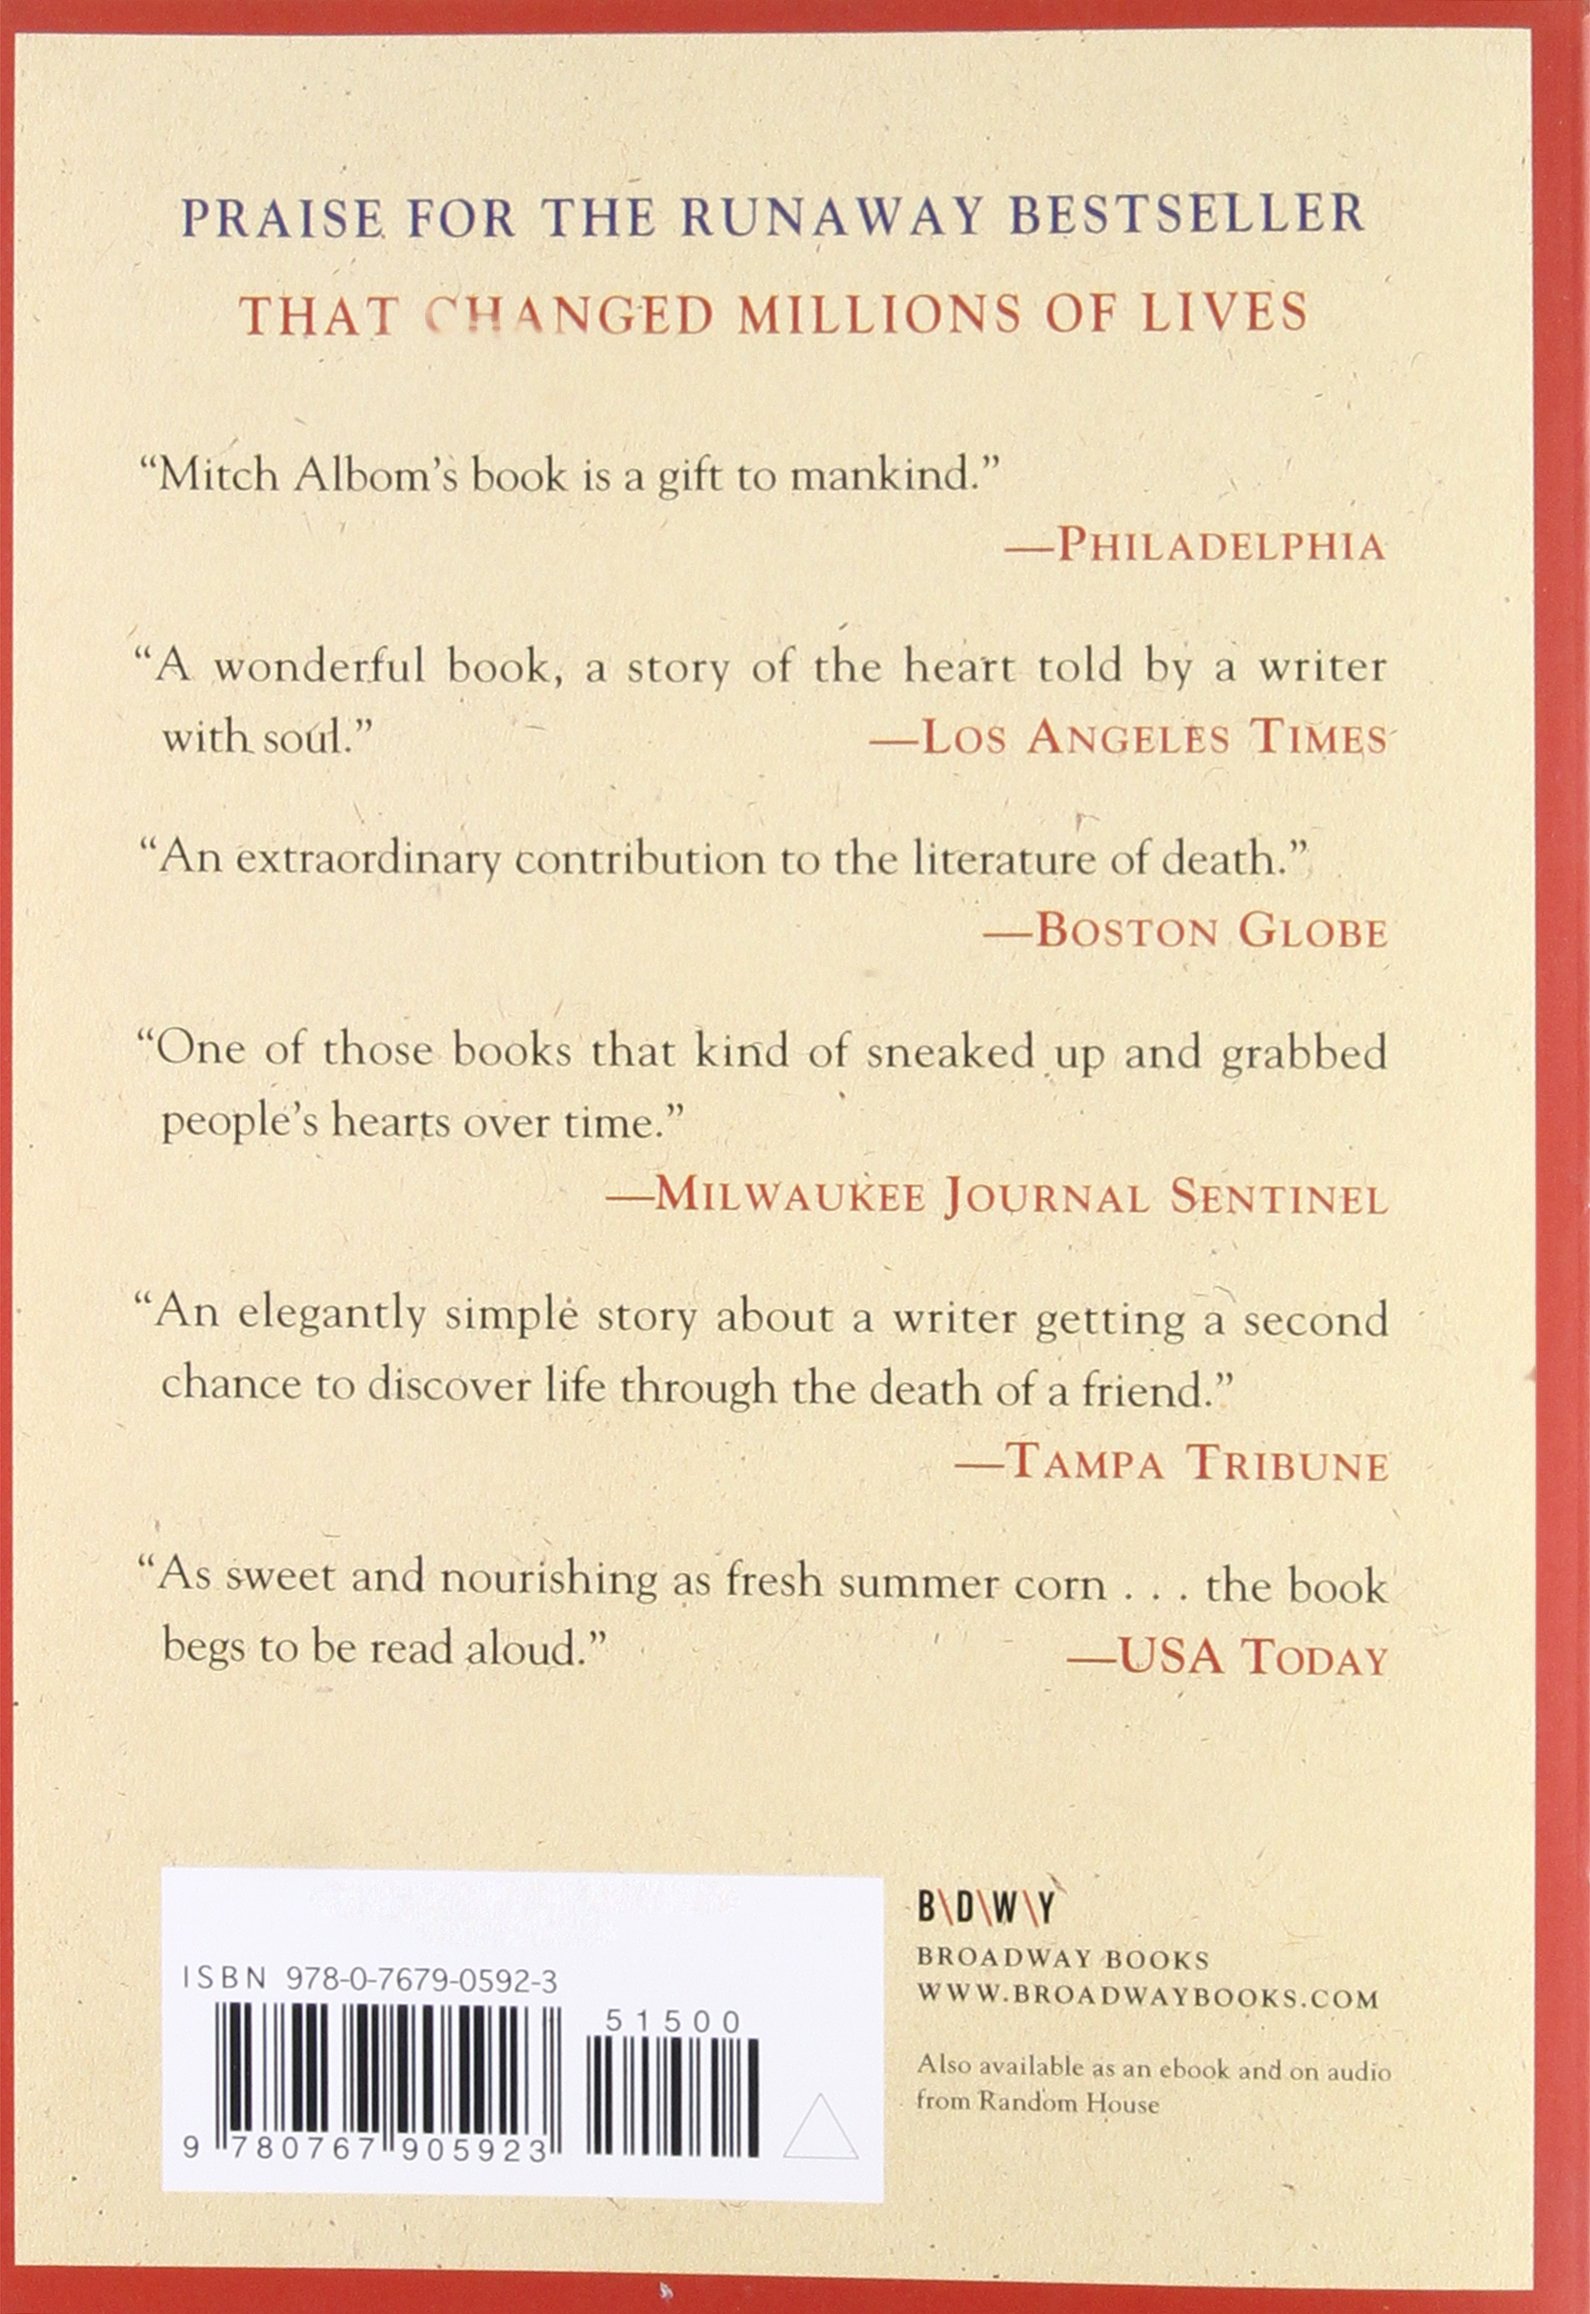 PRAISE FOR THE RUNAWAY BESTSELLER
THAT CHANGED MILLIONS OF LIVES
“Mitch Albom’s book is a gift to mankind.”
—PHILADELPHIA
“A wonderful book, a story of the heart told by a writer
with soul.” —LOS ANGELES TIMES
“An extraordinary contribution to the literature of death.”
—BOSTON GLOBE
“One of those books that kind of sneaked up and grabbed
people’s hearts over time.”
—MILWAUKEE JOURNAL SENTINEL
“An elegantly simple story about a writer getting a second
chance to discover life through the death of a friend.”
—TAMPA TRIBUNE
“As sweet and nourishing as fresh summer corn . . . the book
begs to be read aloud.” —USA TODAY
ISBN 978-0-7679-0592-3
51500
9 780767 905923
B\D\W\Y
BROADWAY BOOKS
WWW.BROADWAYBOOKS.COM
Also available as an ebook and on audio
from Random House